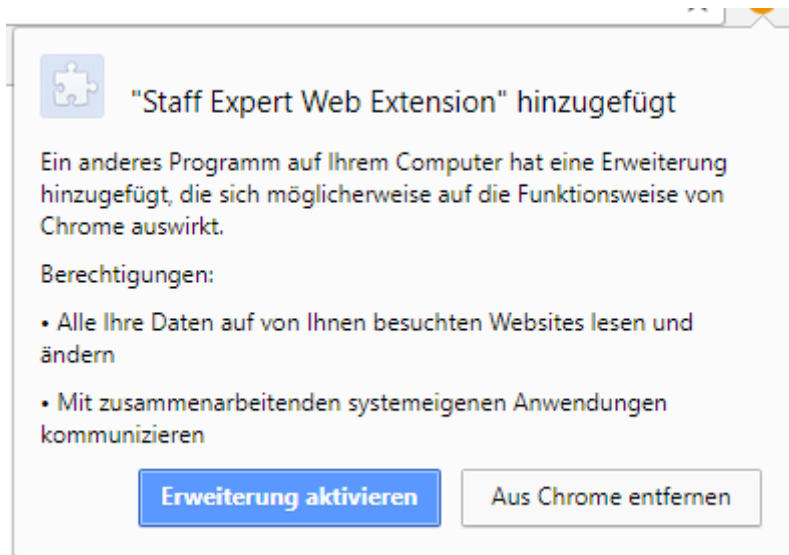 "Staff Expert Web Extension" hinzugefügt
Ein anderes Programm auf Ihrem Computer hat eine Erweiterung
hinzugefügt, die sich möglicherweise auf die Funktionsweise von
Chrome auswirkt.
Berechtigungen:
• Alle Ihre Daten auf von Ihnen besuchten Websites lesen und
ändern
• Mit zusammenarbeitenden systemeigenen Anwendungen
kommunizieren
Erweiterung aktivieren
Aus Chrome entfernen